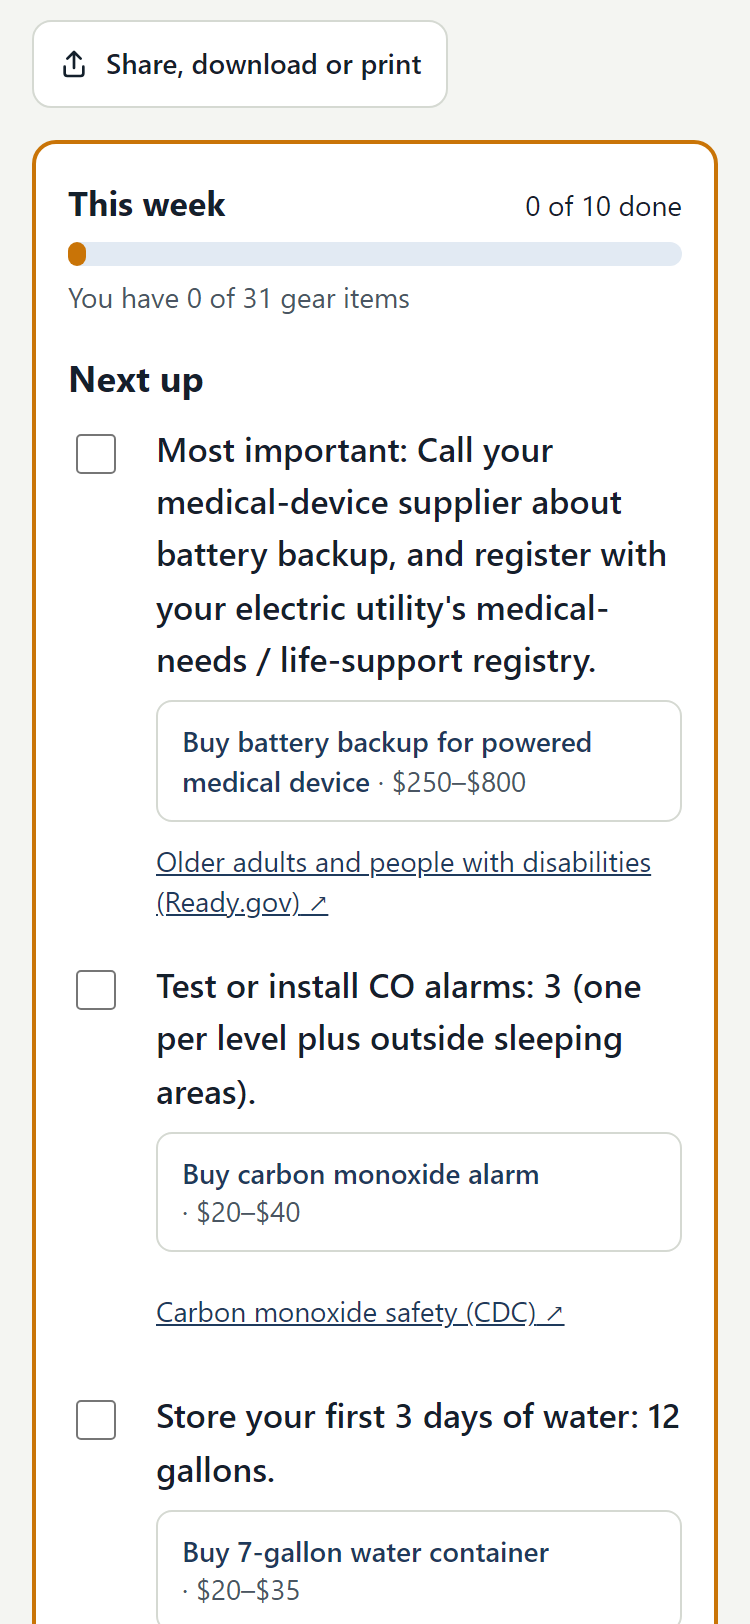 Share, download or print
This week
0 of 10 done
You have 0 of 31 gear items
Next up
Most important: Call your
medical-device supplier about
battery backup, and register with
your electric utility's medical-
needs / life-support registry.
Buy battery backup for powered
medical device · $250–$800
Older adults and people with disabilities
(Ready.gov) ↗
Test or install CO alarms: 3 (one
per level plus outside sleeping
areas).
Buy carbon monoxide alarm
· $20–$40
Carbon monoxide safety (CDC) ↗
Store your first 3 days of water: 12
gallons.
Buy 7-gallon water container
· $20–$35